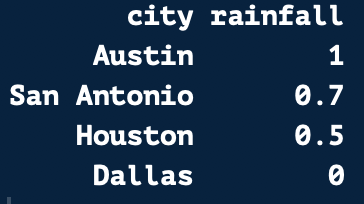 city rainfall
Austin 1
San Antonio 0.7
Houston 0.5
Dallas 0